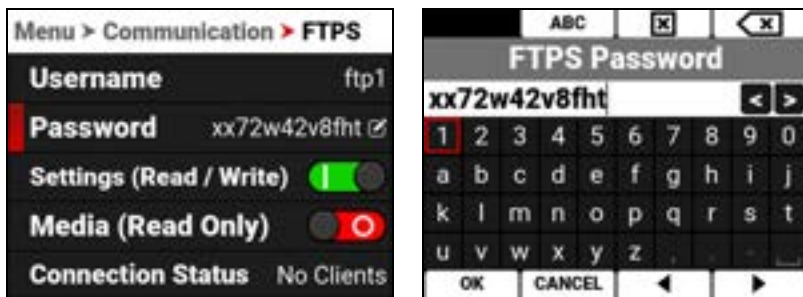 Menu > Communication > FTPS
Username ftp1
Password xx72w42v8fht
Settings (Read / Write)
Media (Read Only)
Connection Status No Clients
ABC
FTPS Password
xx72w42v8fht
< >
1 2 3 4 5 6 7 8 9 0
a b c d e f g h i j
k l m n o p q r s t
u v w x y z , . -
OK CANCEL